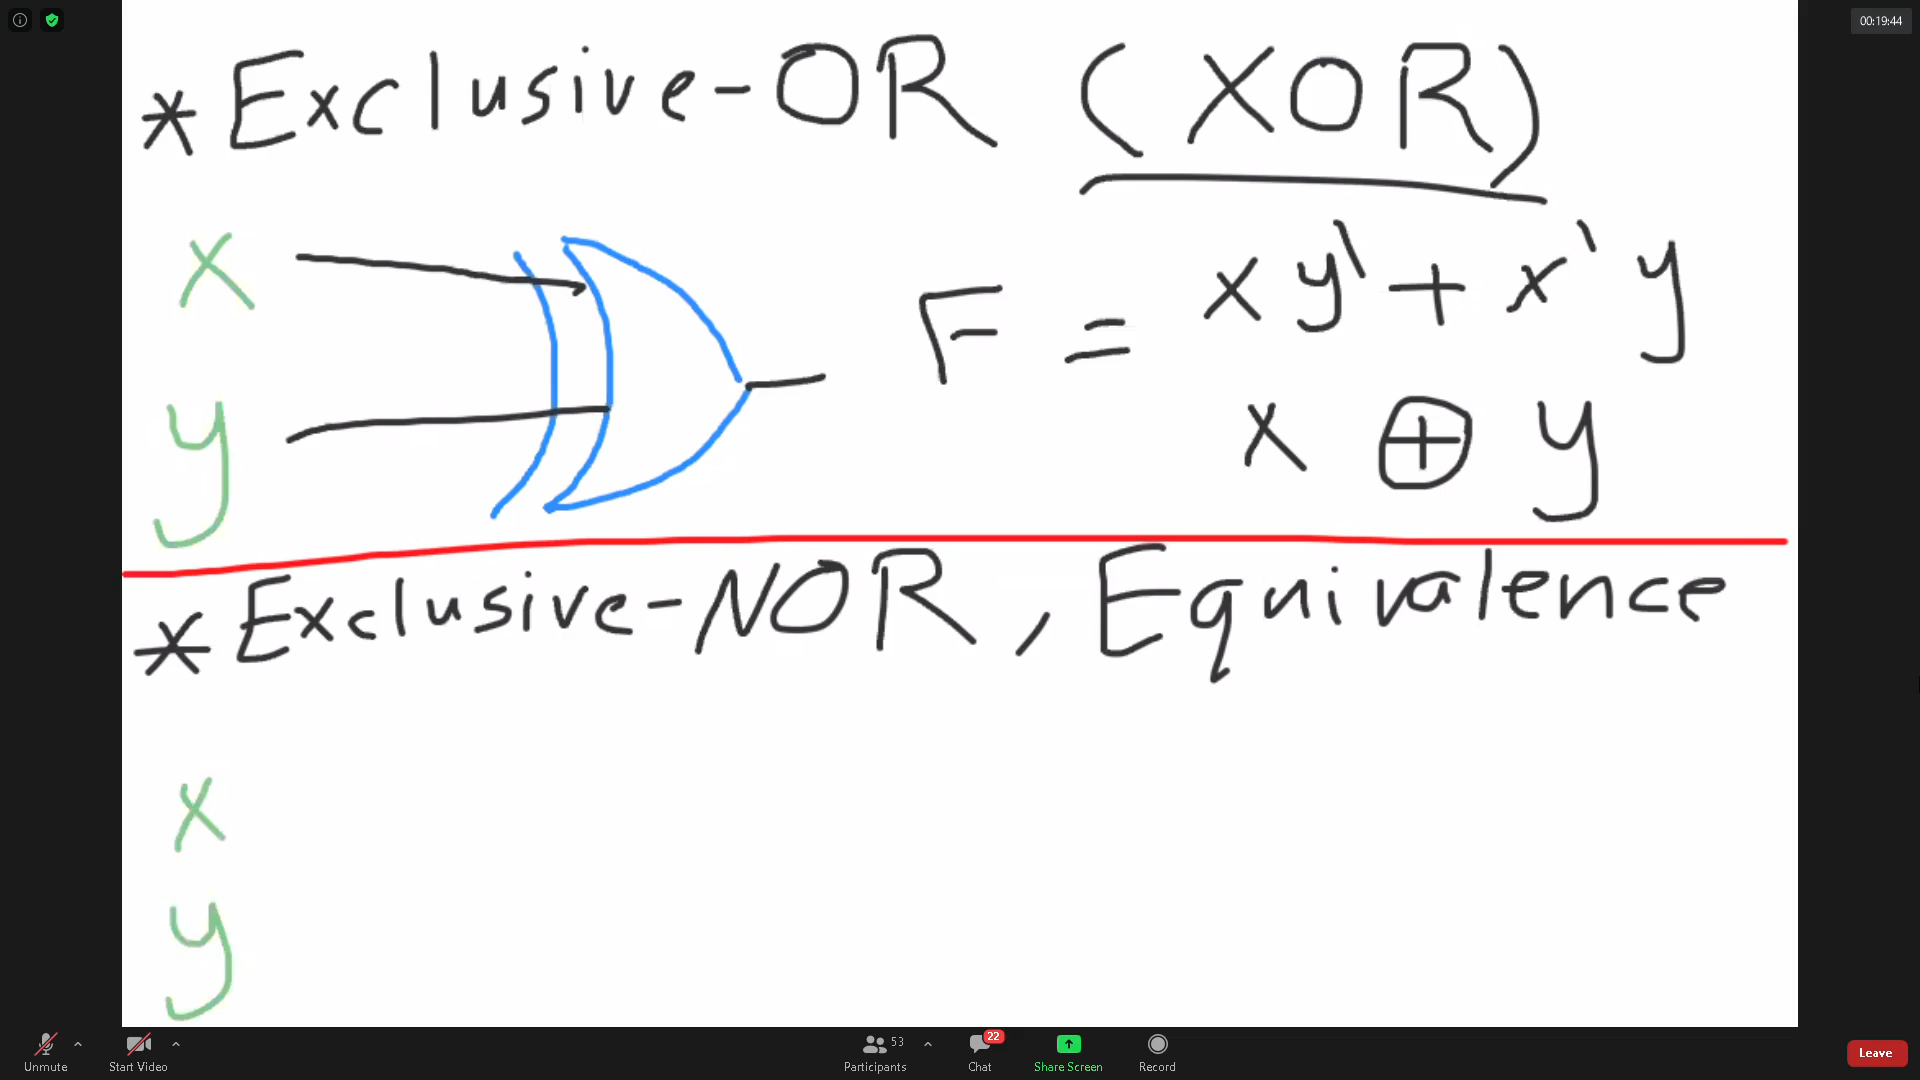 00:19:44
* Exclusive-OR (XOR)
x
F = xy' + x'y
y
x ⊕ y
* Exclusive-NOR, Equivalence
x
y
Unmute
Start Video
53
Participants
22
Chat
Share Screen
Record
Leave